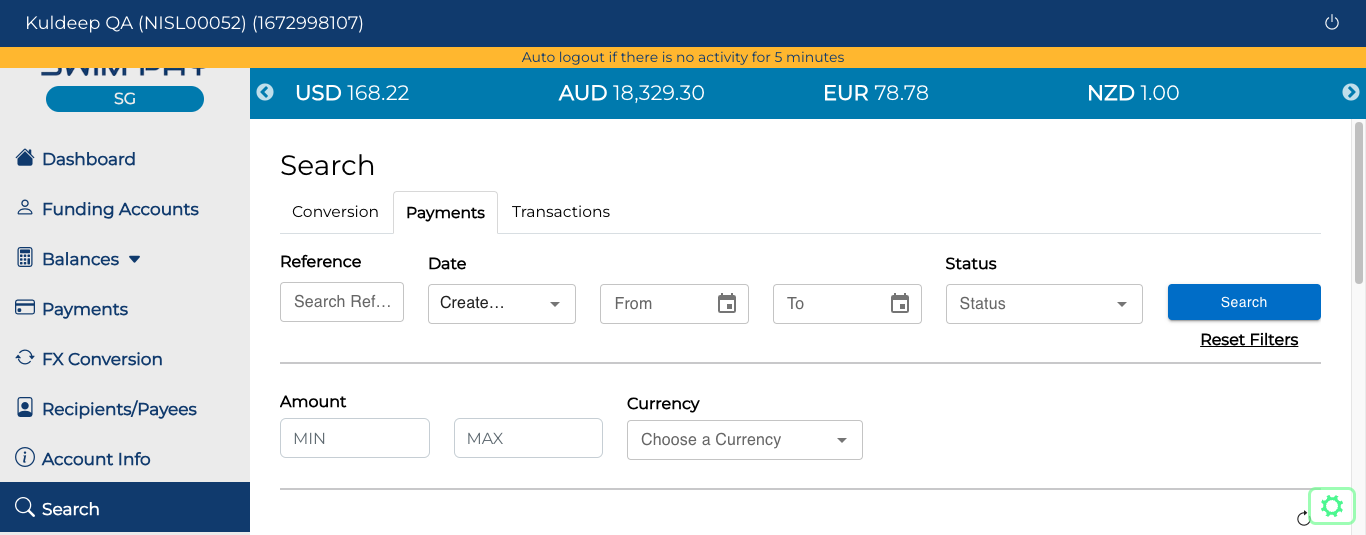 Kuldeep QA (NISL00052) (1672998107)
Auto logout if there is no activity for 5 minutes
SG
USD 168.22
AUD 18,329.30
EUR 78.78
NZD 1.00
Dashboard
Funding Accounts
Balances
Payments
FX Conversion
Recipients/Payees
Account Info
Search
Search
Conversion
Payments
Transactions
Reference
Date
Status
Search Ref...
Create...
From
To
Status
Search
Reset Filters
Amount
Currency
MIN
MAX
Choose a Currency